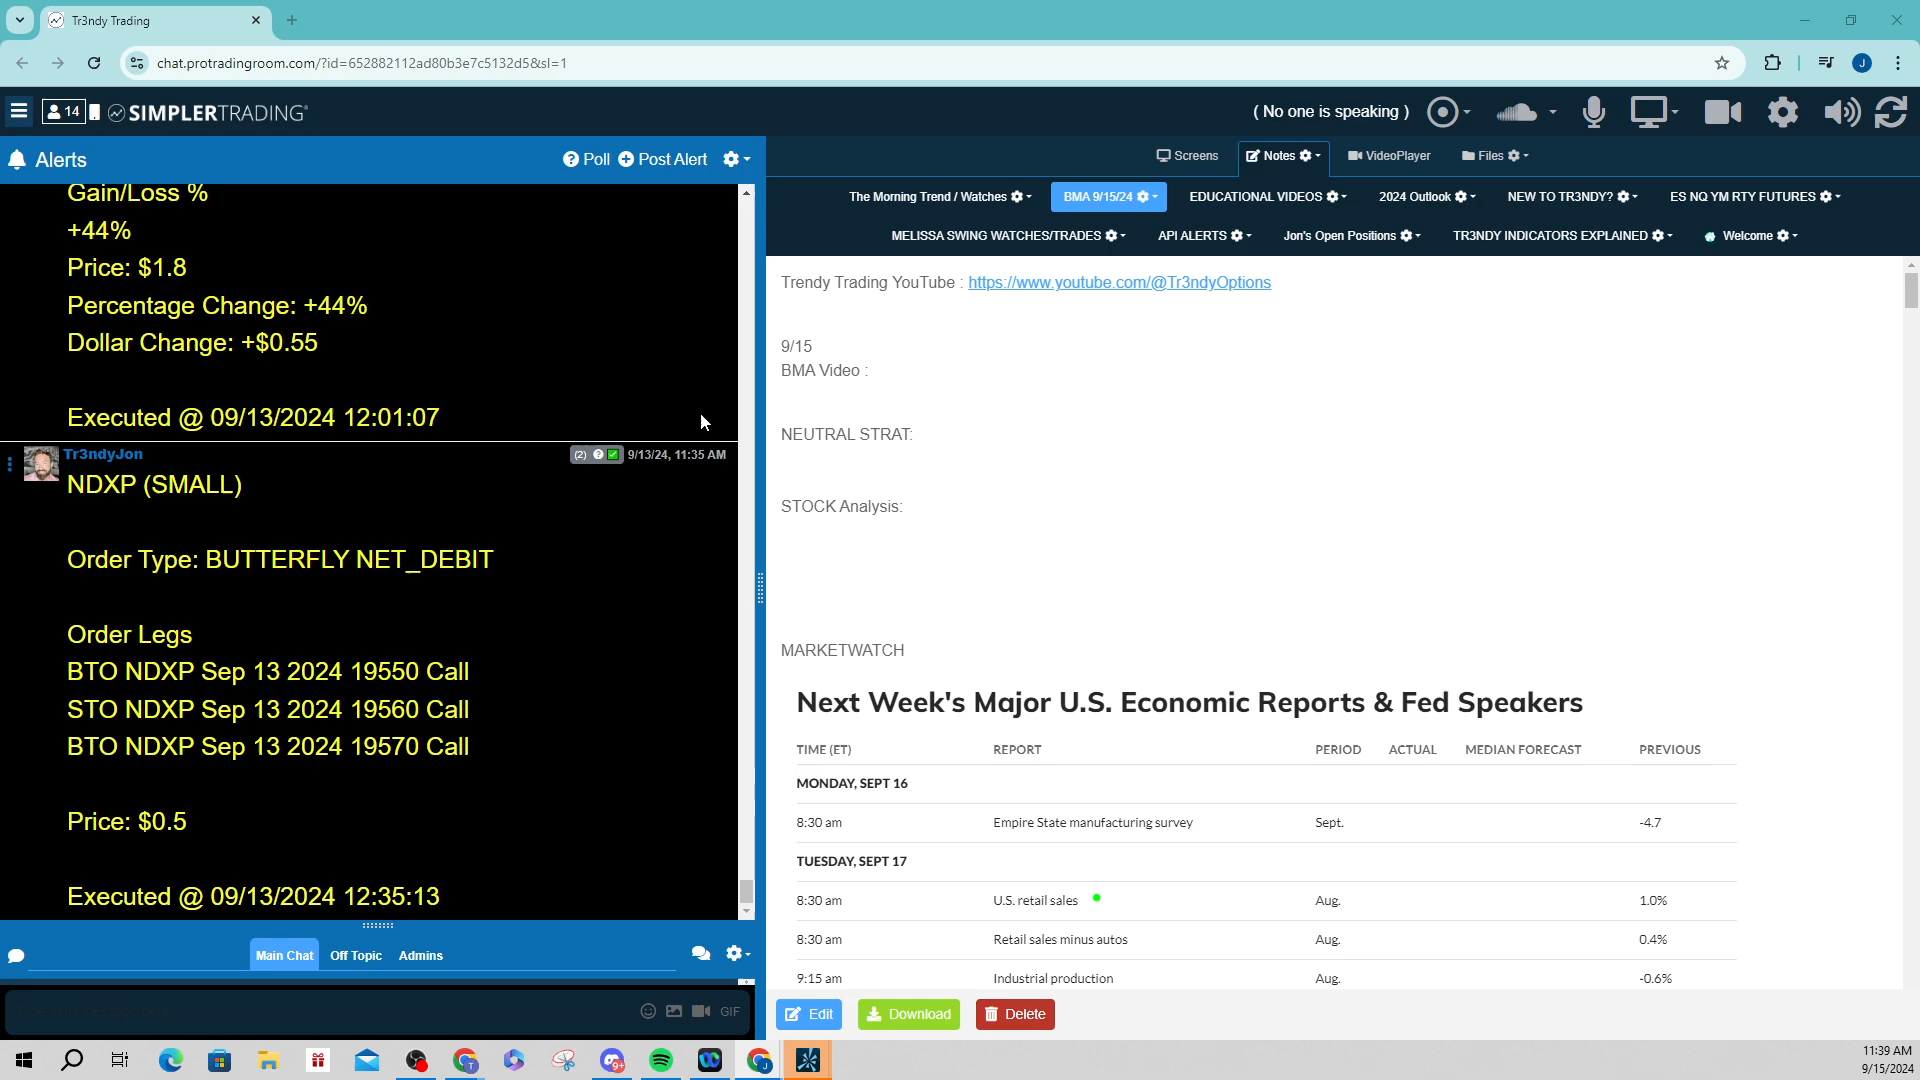 Tr3ndy Trading
chat.protradingroom.com/?id=652882112ad80b3e7c5132d5&sl=1
J
14
SIMPLERTRADING
( No one is speaking )
Alerts
Poll
Post Alert
Gain/Loss %
+44%
Price: $1.8
Percentage Change: +44%
Dollar Change: +$0.55
Executed @ 09/13/2024 12:01:07
Tr3ndyJon
(2)
9/13/24, 11:35 AM
NDXP (SMALL)
Order Type: BUTTERFLY NET_DEBIT
Order Legs
BTO NDXP Sep 13 2024 19550 Call
STO NDXP Sep 13 2024 19560 Call
BTO NDXP Sep 13 2024 19570 Call
Price: $0.5
Executed @ 09/13/2024 12:35:13
Main Chat Off Topic Admins
GIF
Screens Notes VideoPlayer Files
The Morning Trend / Watches BMA 9/15/24 EDUCATIONAL VIDEOS 2024 Outlook NEW TO TR3NDY? ES NQ YM RTY FUTURES
MELISSA SWING WATCHES/TRADES API ALERTS Jon's Open Positions TR3NDY INDICATORS EXPLAINED Welcome
Trendy Trading YouTube : https://www.youtube.com/@Tr3ndyOptions
9/15
BMA Video :
NEUTRAL STRAT:
STOCK Analysis:
MARKETWATCH
Next Week's Major U.S. Economic Reports & Fed Speakers
TIME (ET) REPORT PERIOD ACTUAL MEDIAN FORECAST PREVIOUS
MONDAY, SEPT 16
8:30 am Empire State manufacturing survey Sept. -4.7
TUESDAY, SEPT 17
8:30 am U.S. retail sales Aug. 1.0%
8:30 am Retail sales minus autos Aug. 0.4%
9:15 am Industrial production Aug. -0.6%
Edit Download Delete
11:39 AM
9/15/2024